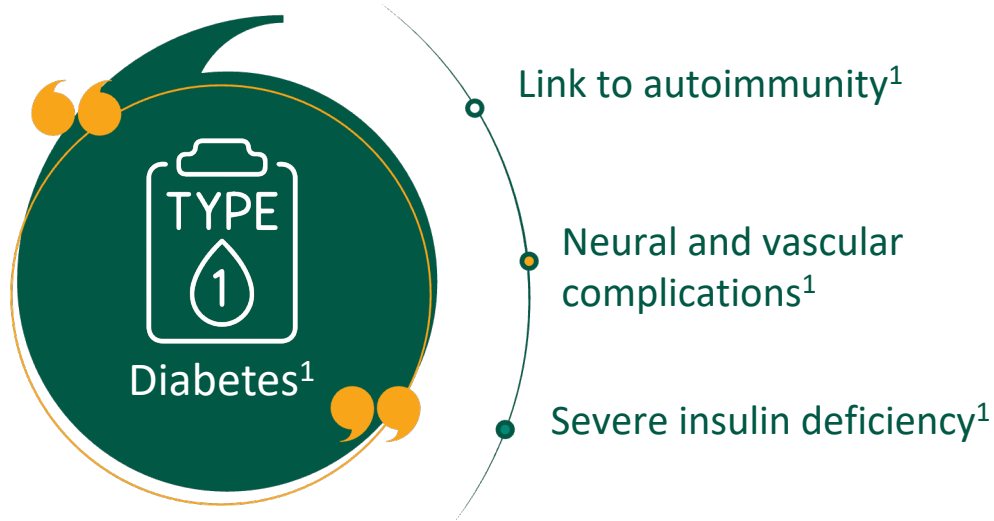 TYPE
1
Diabetes¹
Link to autoimmunity¹
Neural and vascular
complications¹
Severe insulin deficiency¹